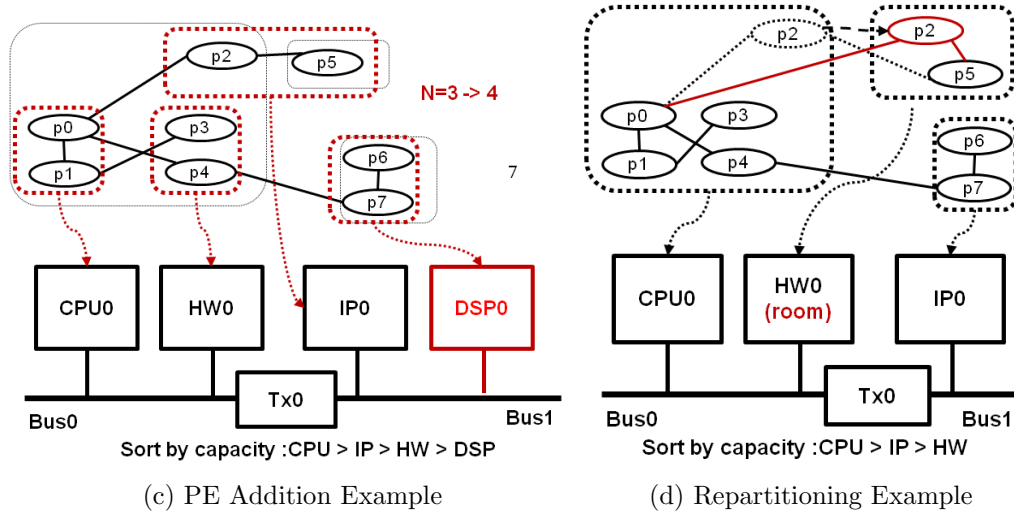 p2
p5
N=3 -> 4
p0
p3
p1
p4
p6
p7
7
CPU0
HW0
IP0
DSP0
Tx0
Bus0
Bus1
Sort by capacity :CPU > IP > HW > DSP
(c) PE Addition Example
p2
p2
p5
p0
p3
p1
p4
p6
p7
CPU0
HW0
(room)
IP0
Tx0
Bus0
Bus1
Sort by capacity :CPU > IP > HW
(d) Repartitioning Example